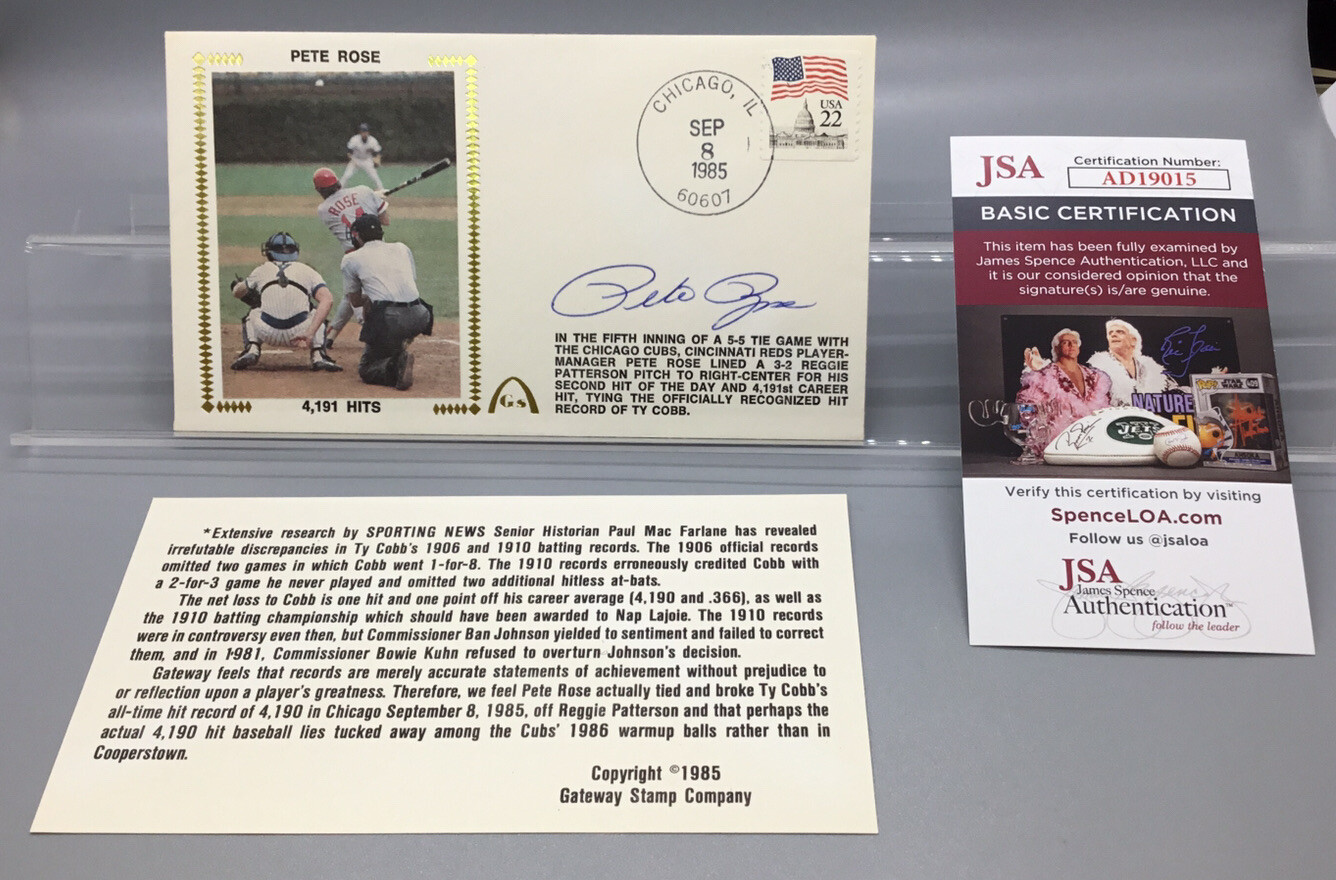 PETE ROSE
ROSE
4,191 HITS
Gs
CHICAGO, IL
SEP
8
1985
60607
USA
22
Pete Rose
IN THE FIFTH INNING OF A 5-5 TIE GAME WITH
THE CHICAGO CUBS, CINCINNATI REDS PLAYER-
MANAGER PETE ROSE LINED A 3-2 REGGIE
PATTERSON PITCH TO RIGHT-CENTER FOR HIS
SECOND HIT OF THE DAY AND 4,191st CAREER
HIT, TYING THE OFFICIALLY RECOGNIZED HIT
RECORD OF TY COBB.
JSA
Certification Number:
AD19015
BASIC CERTIFICATION
This item has been fully examined by
James Spence Authentication, LLC and
it is our considered opinion that the
signature(s) is/are genuine.
NATURE
JETS
Verify this certification by visiting
SpenceLOA.com
Follow us @jsaloa
JSA
James Spence
Authentication™
follow the leader
*Extensive research by SPORTING NEWS Senior Historian Paul Mac Farlane has revealed
irrefutable discrepancies in Ty Cobb's 1906 and 1910 batting records. The 1906 official records
omitted two games in which Cobb went 1-for-8. The 1910 records erroneously credited Cobb with
a 2-for-3 game he never played and omitted two additional hitless at-bats.
The net loss to Cobb is one hit and one point off his career average (4,190 and .366), as well as
the 1910 batting championship which should have been awarded to Nap Lajoie. The 1910 records
were in controversy even then, but Commissioner Ban Johnson yielded to sentiment and failed to correct
them, and in 1981, Commissioner Bowie Kuhn refused to overturn Johnson's decision.
Gateway feels that records are merely accurate statements of achievement without prejudice to
or reflection upon a player's greatness. Therefore, we feel Pete Rose actually tied and broke Ty Cobb's
all-time hit record of 4,190 in Chicago September 8, 1985, off Reggie Patterson and that perhaps the
actual 4,190 hit baseball lies tucked away among the Cubs' 1986 warmup balls rather than in
Cooperstown.
Copyright ©1985
Gateway Stamp Company